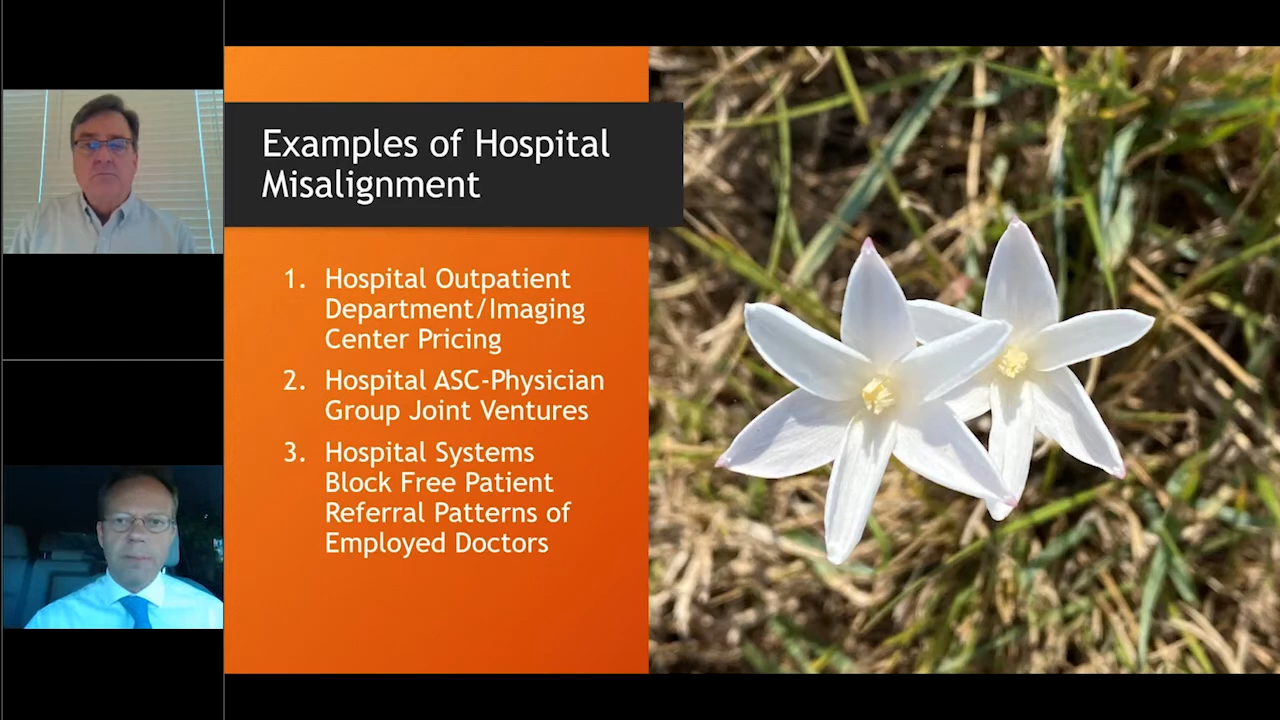 Examples of Hospital
Misalignment
1. Hospital Outpatient
Department/Imaging
Center Pricing
2. Hospital ASC-Physician
Group Joint Ventures
3. Hospital Systems
Block Free Patient
Referral Patterns of
Employed Doctors